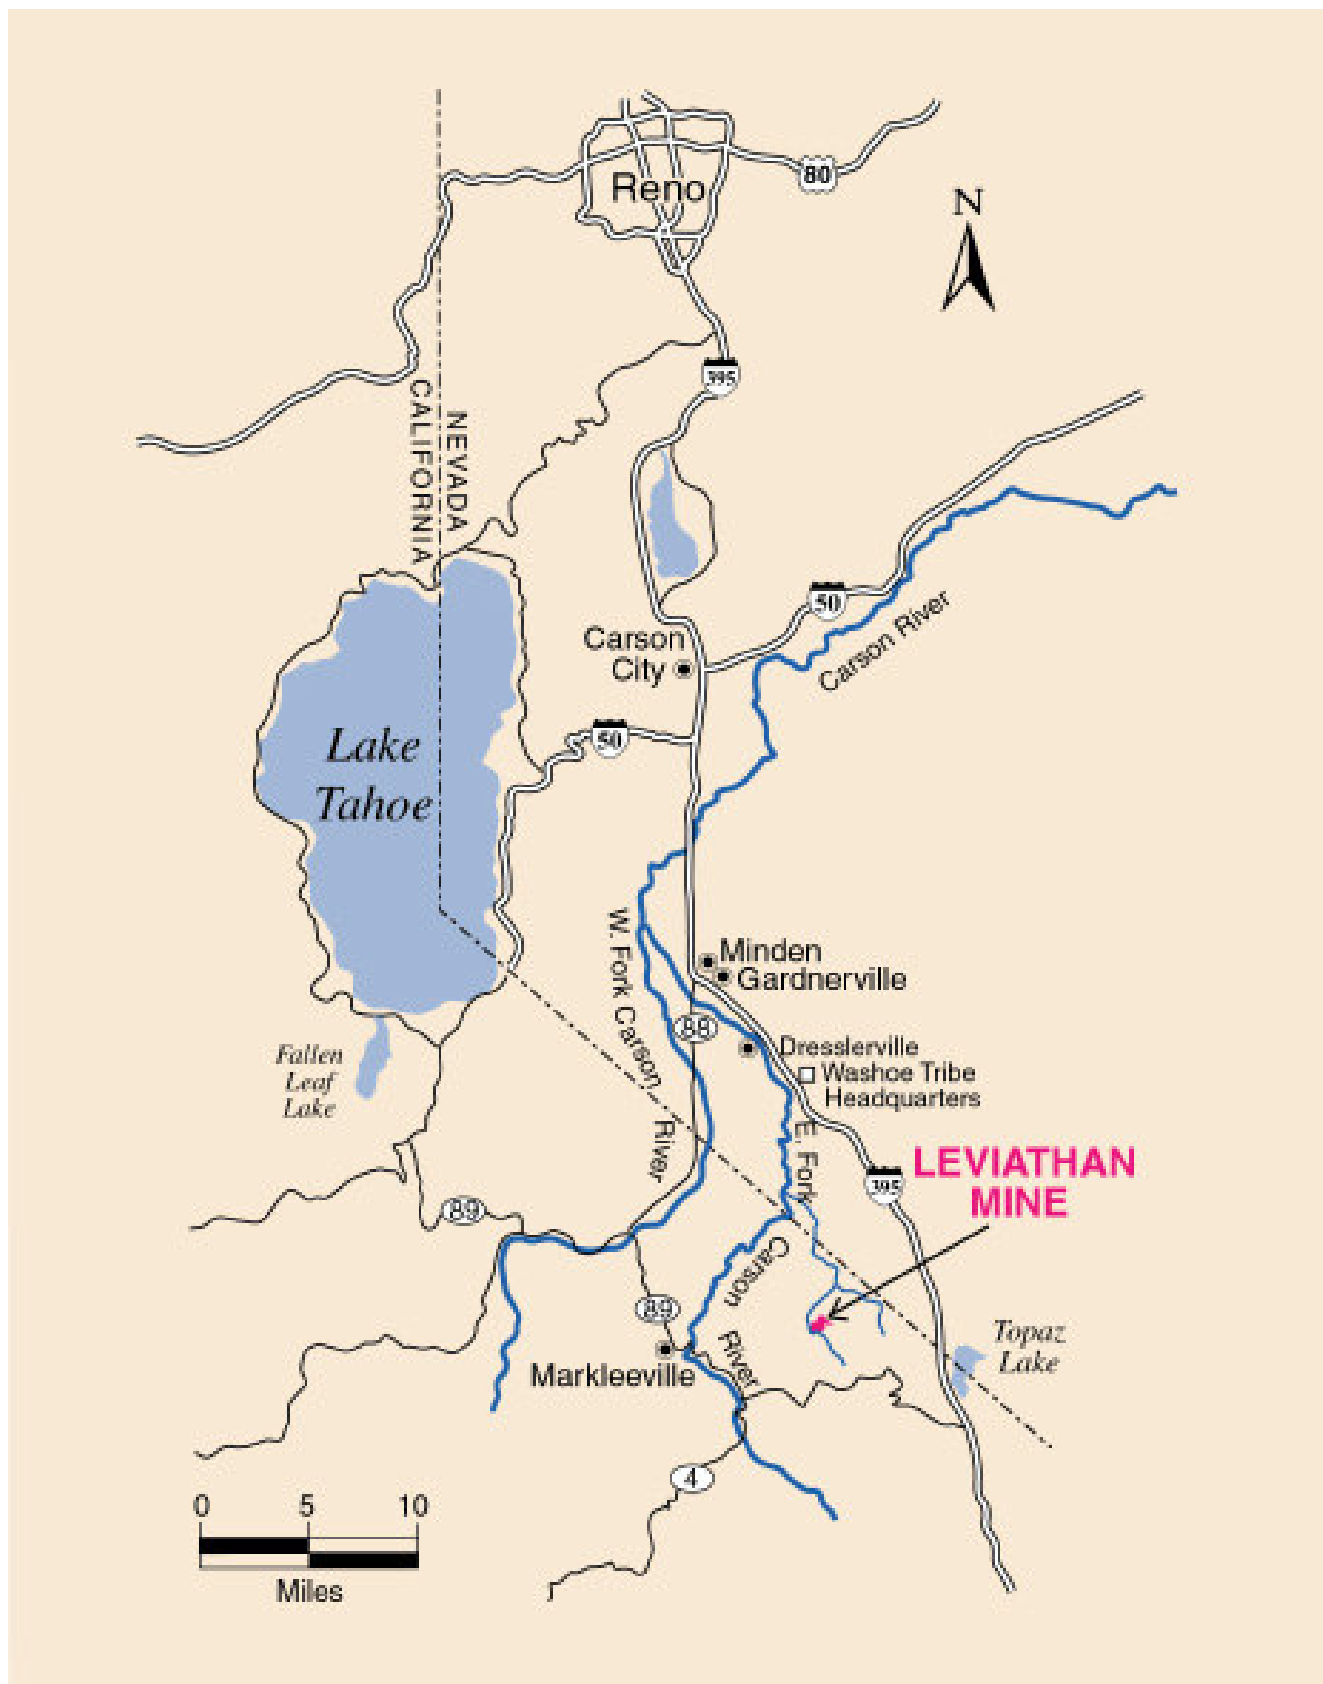 80
Reno
N
395
CALIFORNIA
NEVADA
50
Carson
City
Carson River
50
Lake
Tahoe
W. Fork Carson River
Minden
Gardnerville
88
Dresslerville
Washoe Tribe
Headquarters
Fallen
Leaf
Lake
E. Fork Carson River
395
LEVIATHAN
MINE
89
89
Topaz
Lake
Markleeville
4
0 5 10
Miles